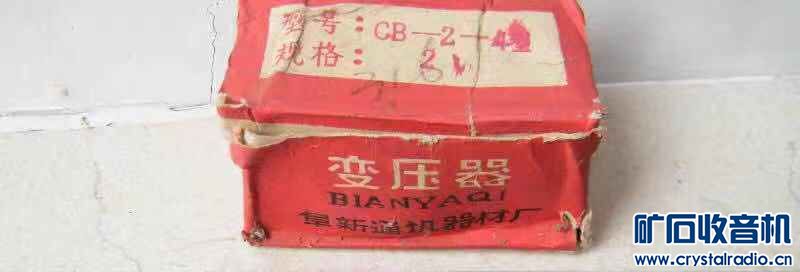 型号：CB—2—4
规格：2
变压器
BIANYAQI
阜新通讯器材厂
矿石收音机
www.crystalradio.cn